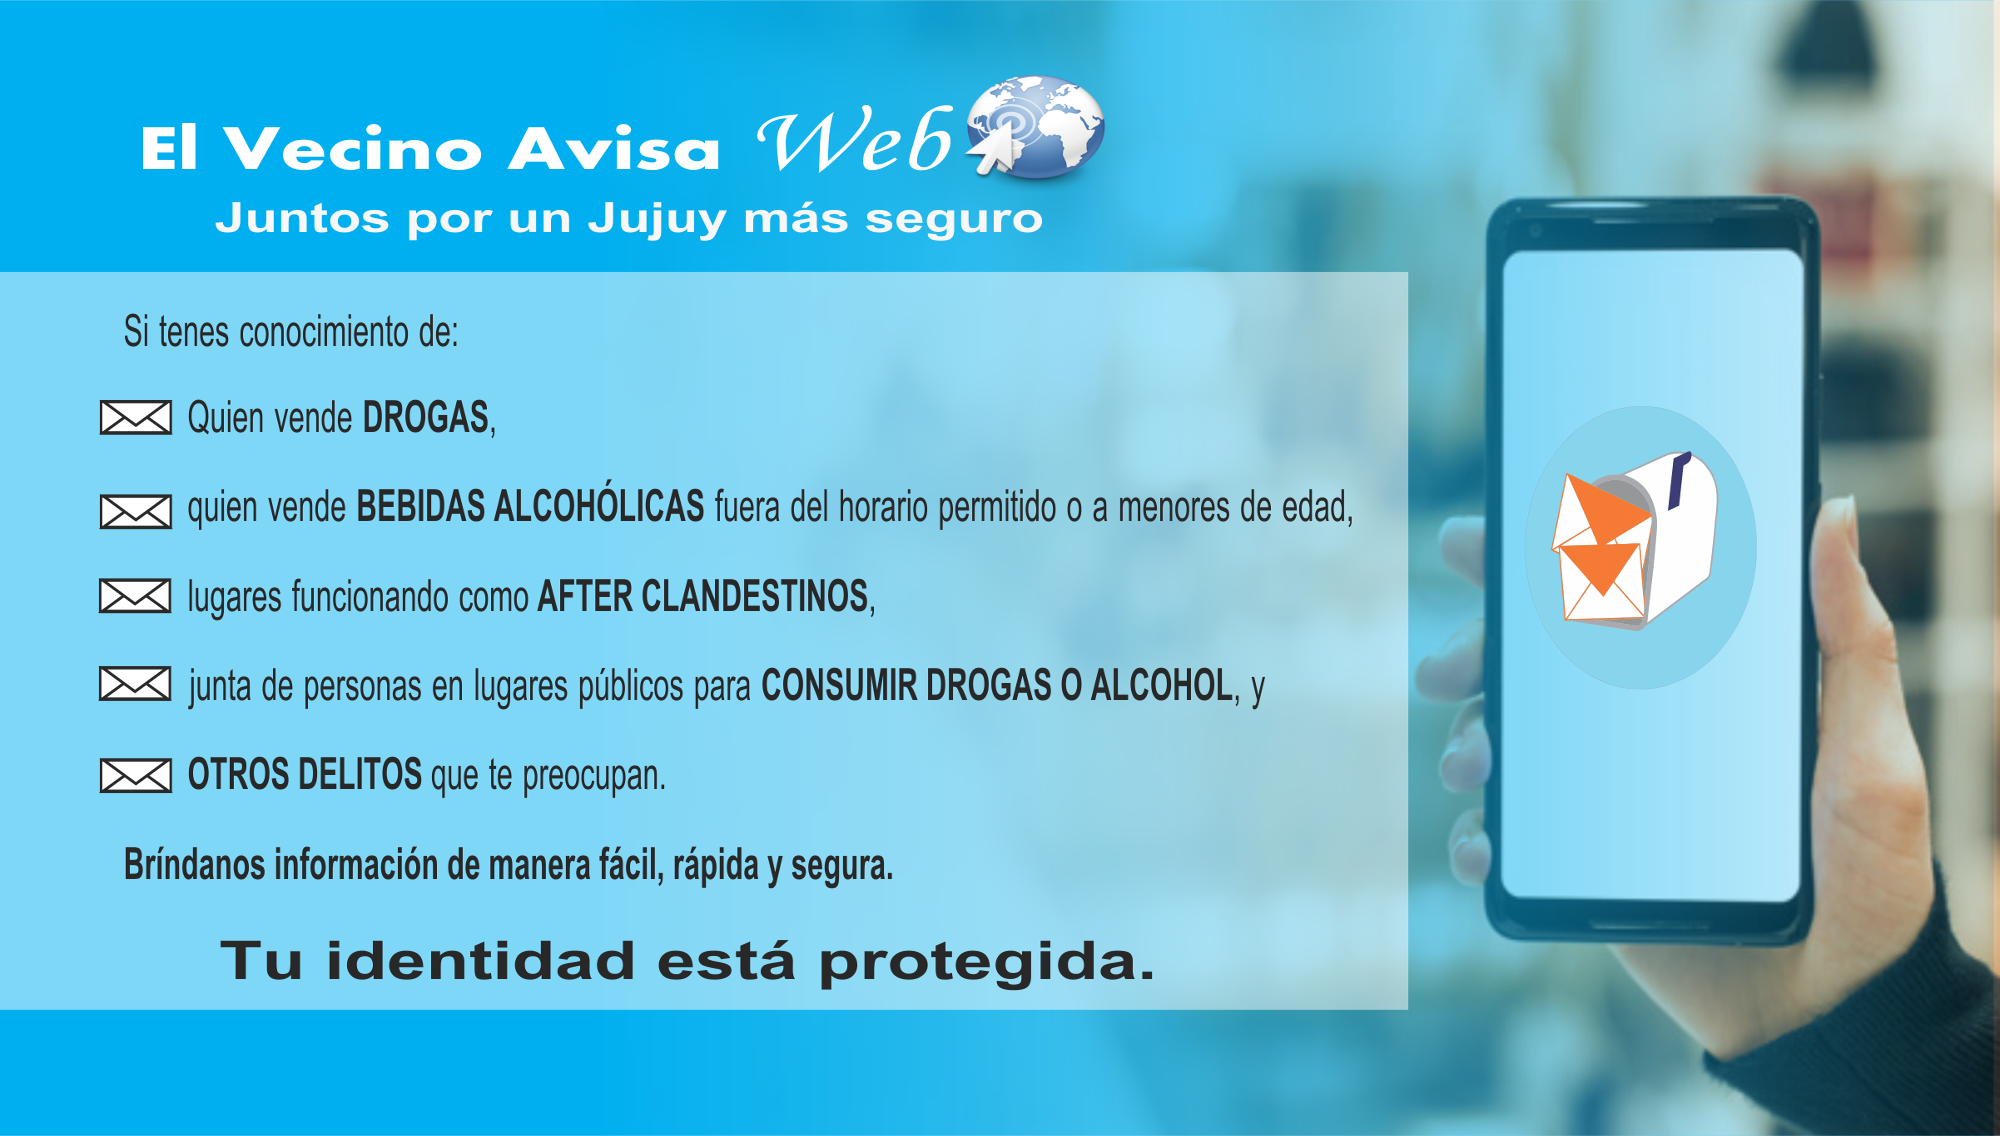 El Vecino Avisa Web
Juntos por un Jujuy más seguro
Si tenes conocimiento de:
Quien vende DROGAS,
quien vende BEBIDAS ALCOHÓLICAS fuera del horario permitido o a menores de edad,
lugares funcionando como AFTER CLANDESTINOS,
junta de personas en lugares públicos para CONSUMIR DROGAS O ALCOHOL, y
OTROS DELITOS que te preocupan.
Bríndanos información de manera fácil, rápida y segura.
Tu identidad está protegida.